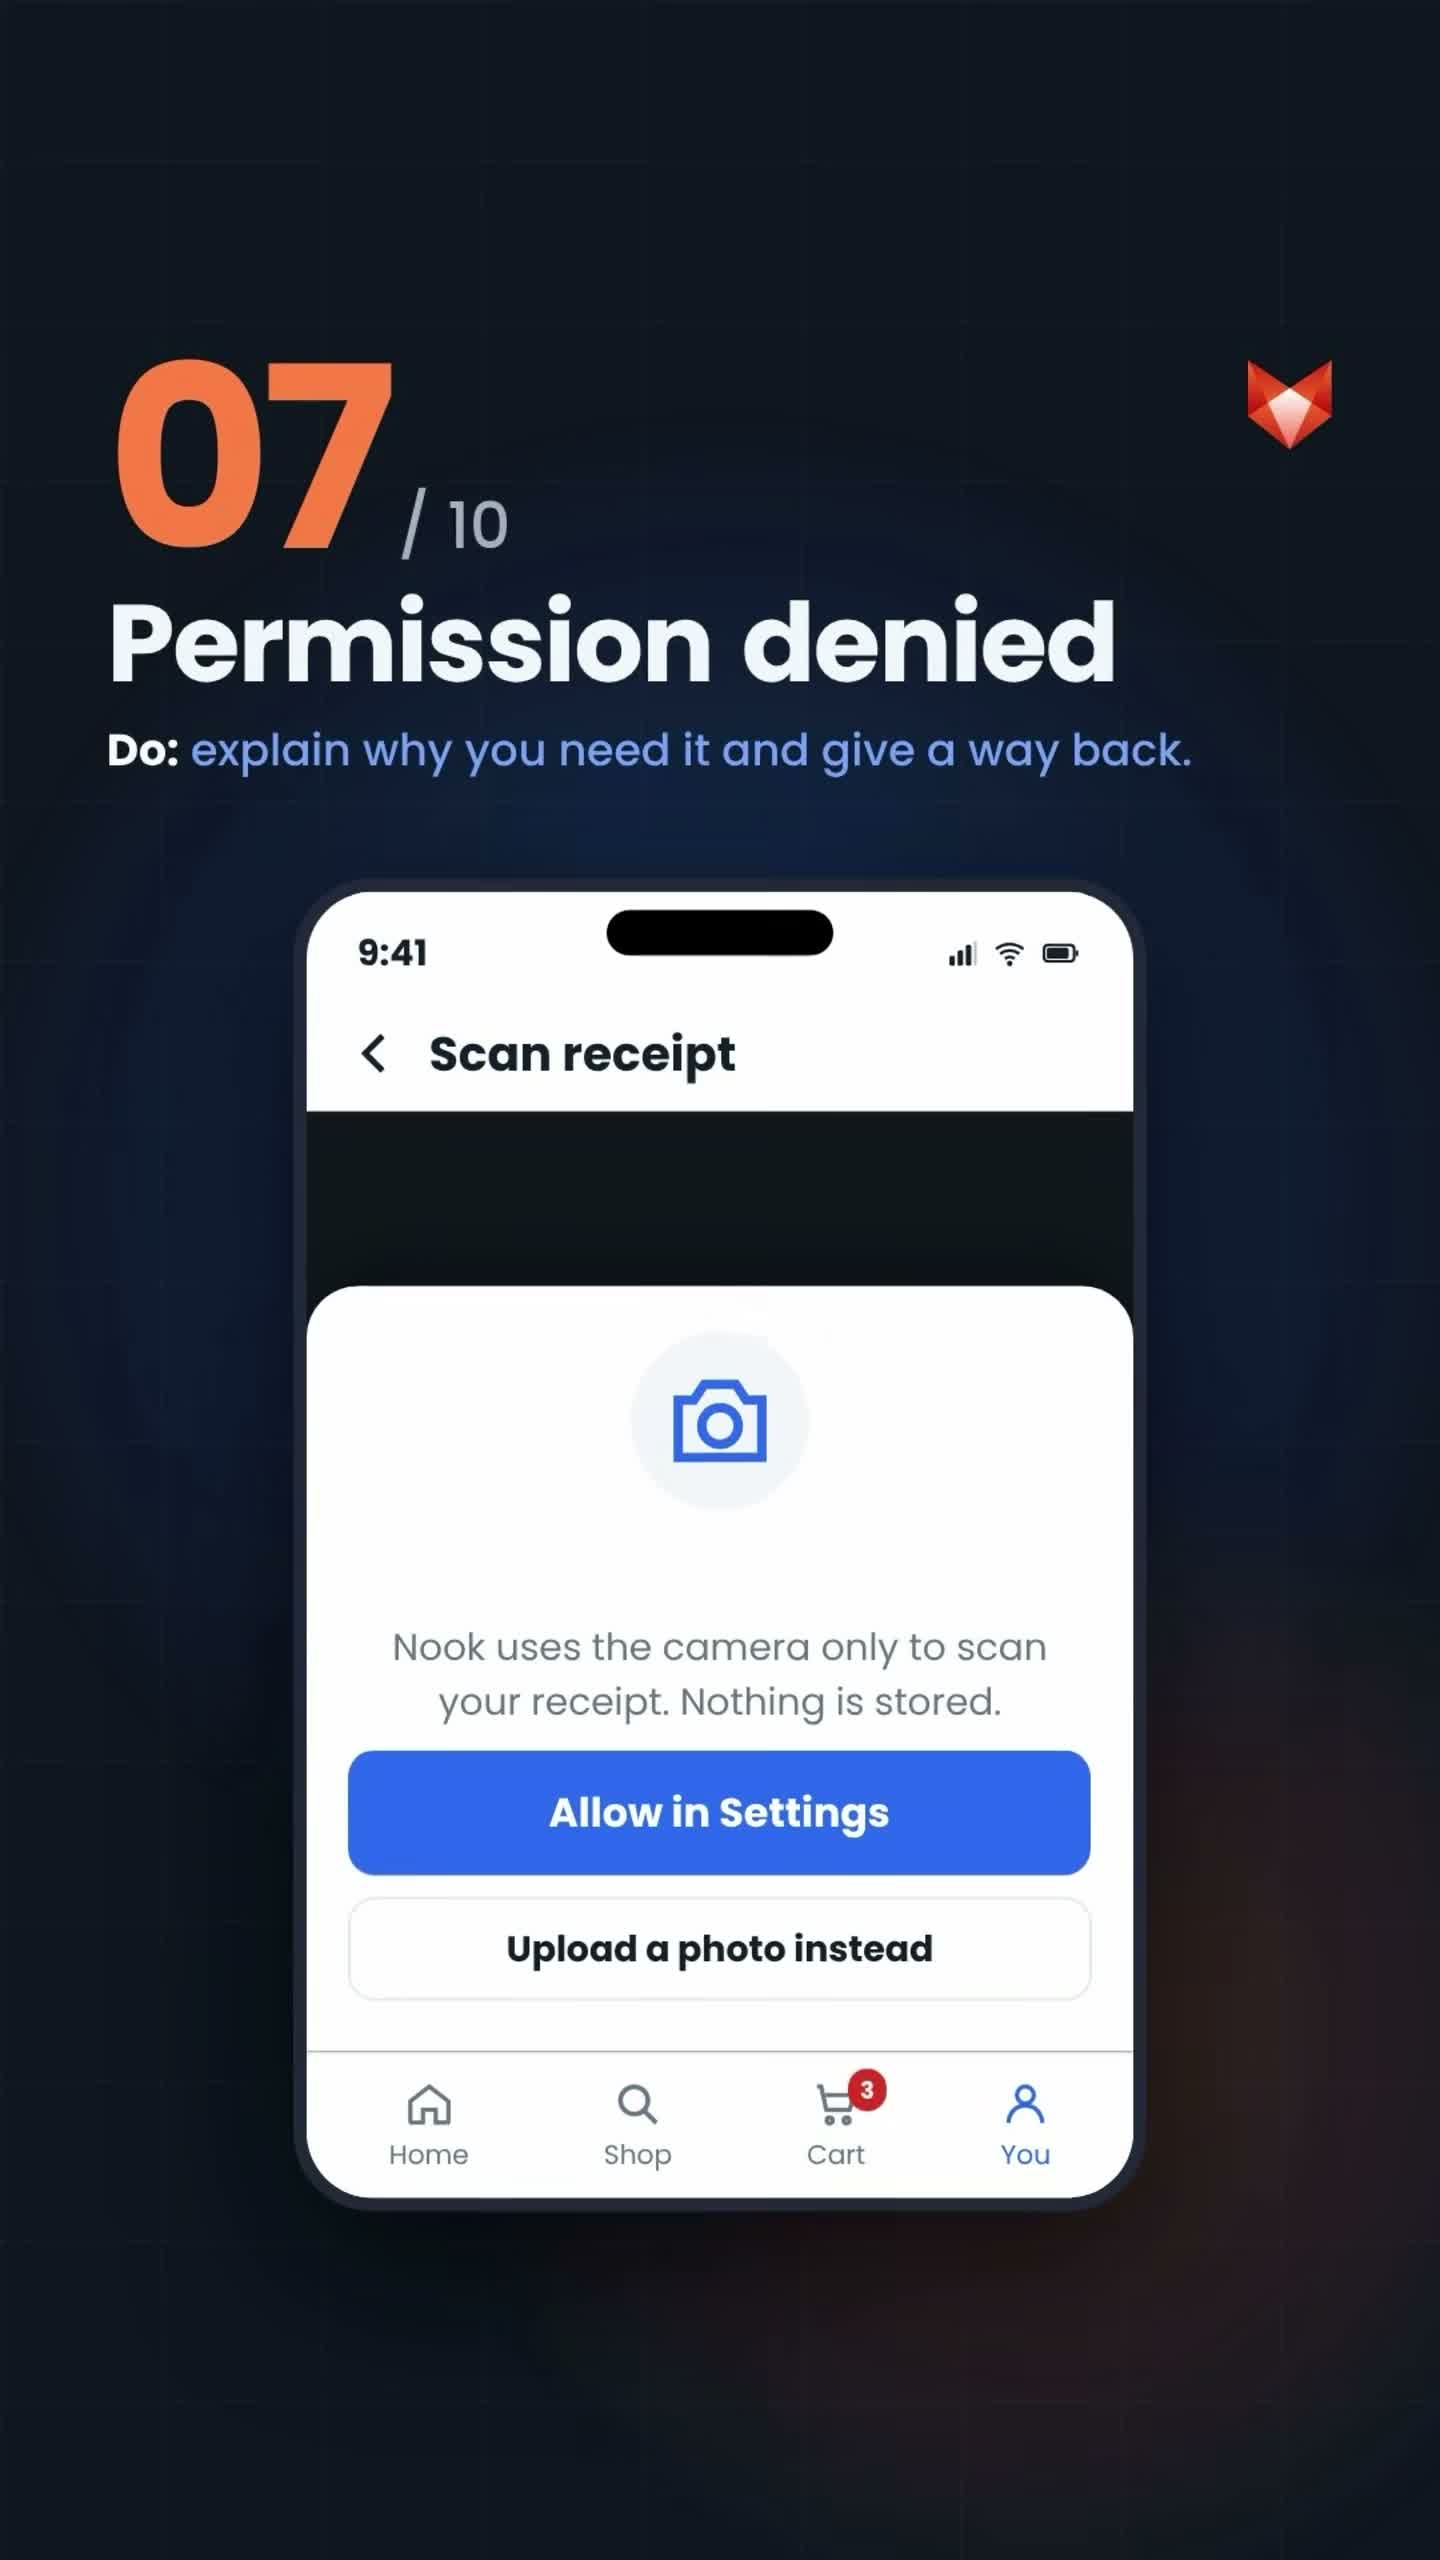 07 / 10
Permission denied
Do: explain why you need it and give a way back.
9:41
Scan receipt
Nook uses the camera only to scan
your receipt. Nothing is stored.
Allow in Settings
Upload a photo instead
3
Home Shop Cart You